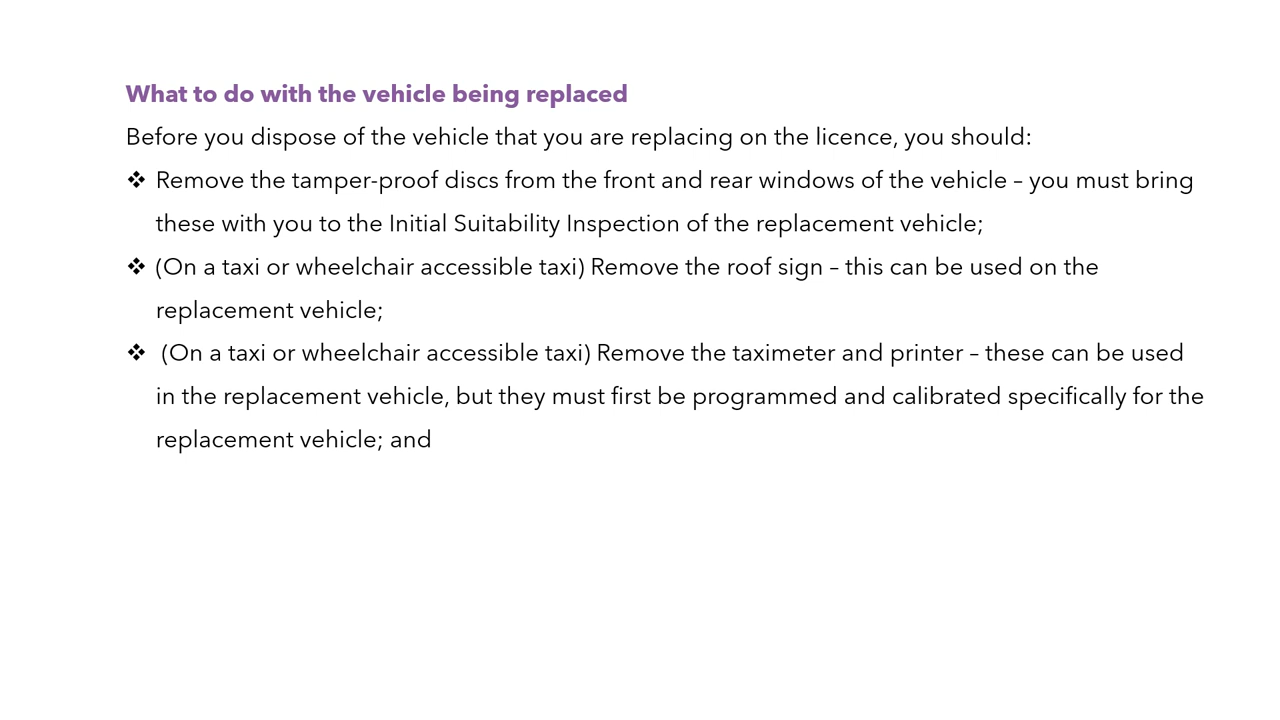 What to do with the vehicle being replaced
Before you dispose of the vehicle that you are replacing on the licence, you should:
❖ Remove the tamper-proof discs from the front and rear windows of the vehicle – you must bring
these with you to the Initial Suitability Inspection of the replacement vehicle;
❖ (On a taxi or wheelchair accessible taxi) Remove the roof sign – this can be used on the
replacement vehicle;
❖ (On a taxi or wheelchair accessible taxi) Remove the taximeter and printer – these can be used
in the replacement vehicle, but they must first be programmed and calibrated specifically for the
replacement vehicle; and